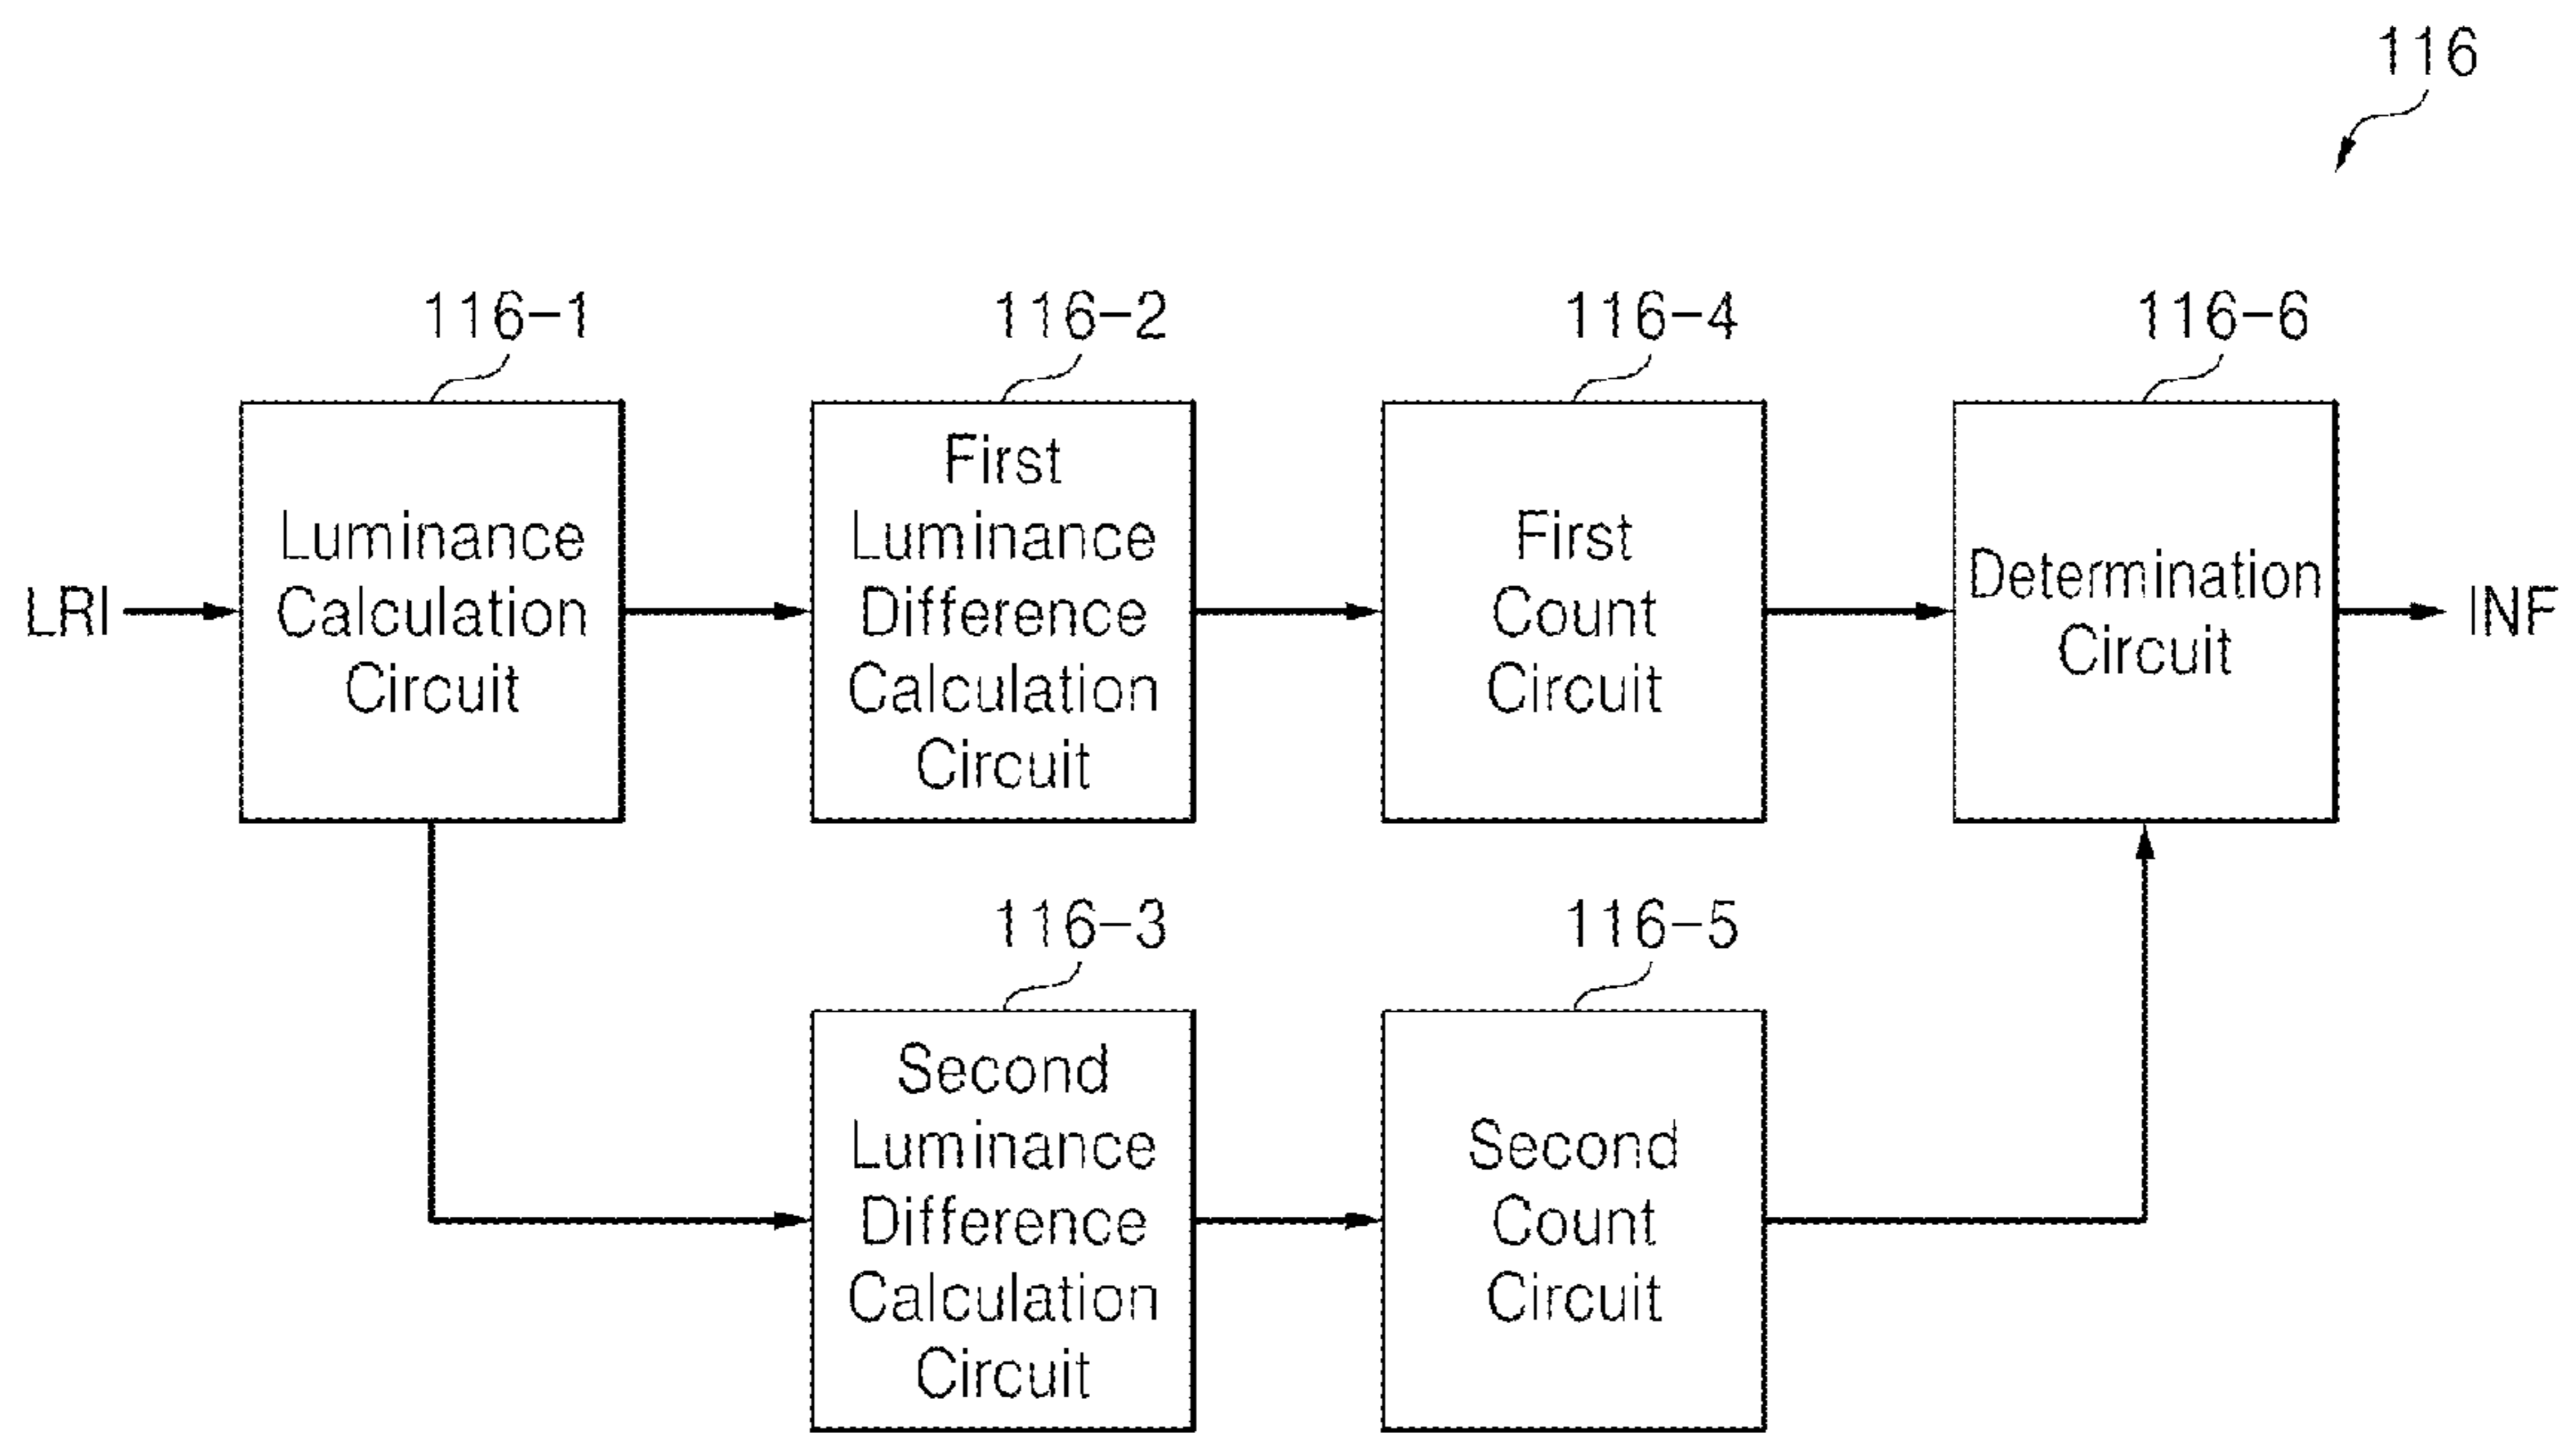 116
116-1
116-2
116-4
116-6
LRI
Luminance
Calculation
Circuit
First
Luminance
Difference
Calculation
Circuit
First
Count
Circuit
Determination
Circuit
INF
116-3
116-5
Second
Luminance
Difference
Calculation
Circuit
Second
Count
Circuit